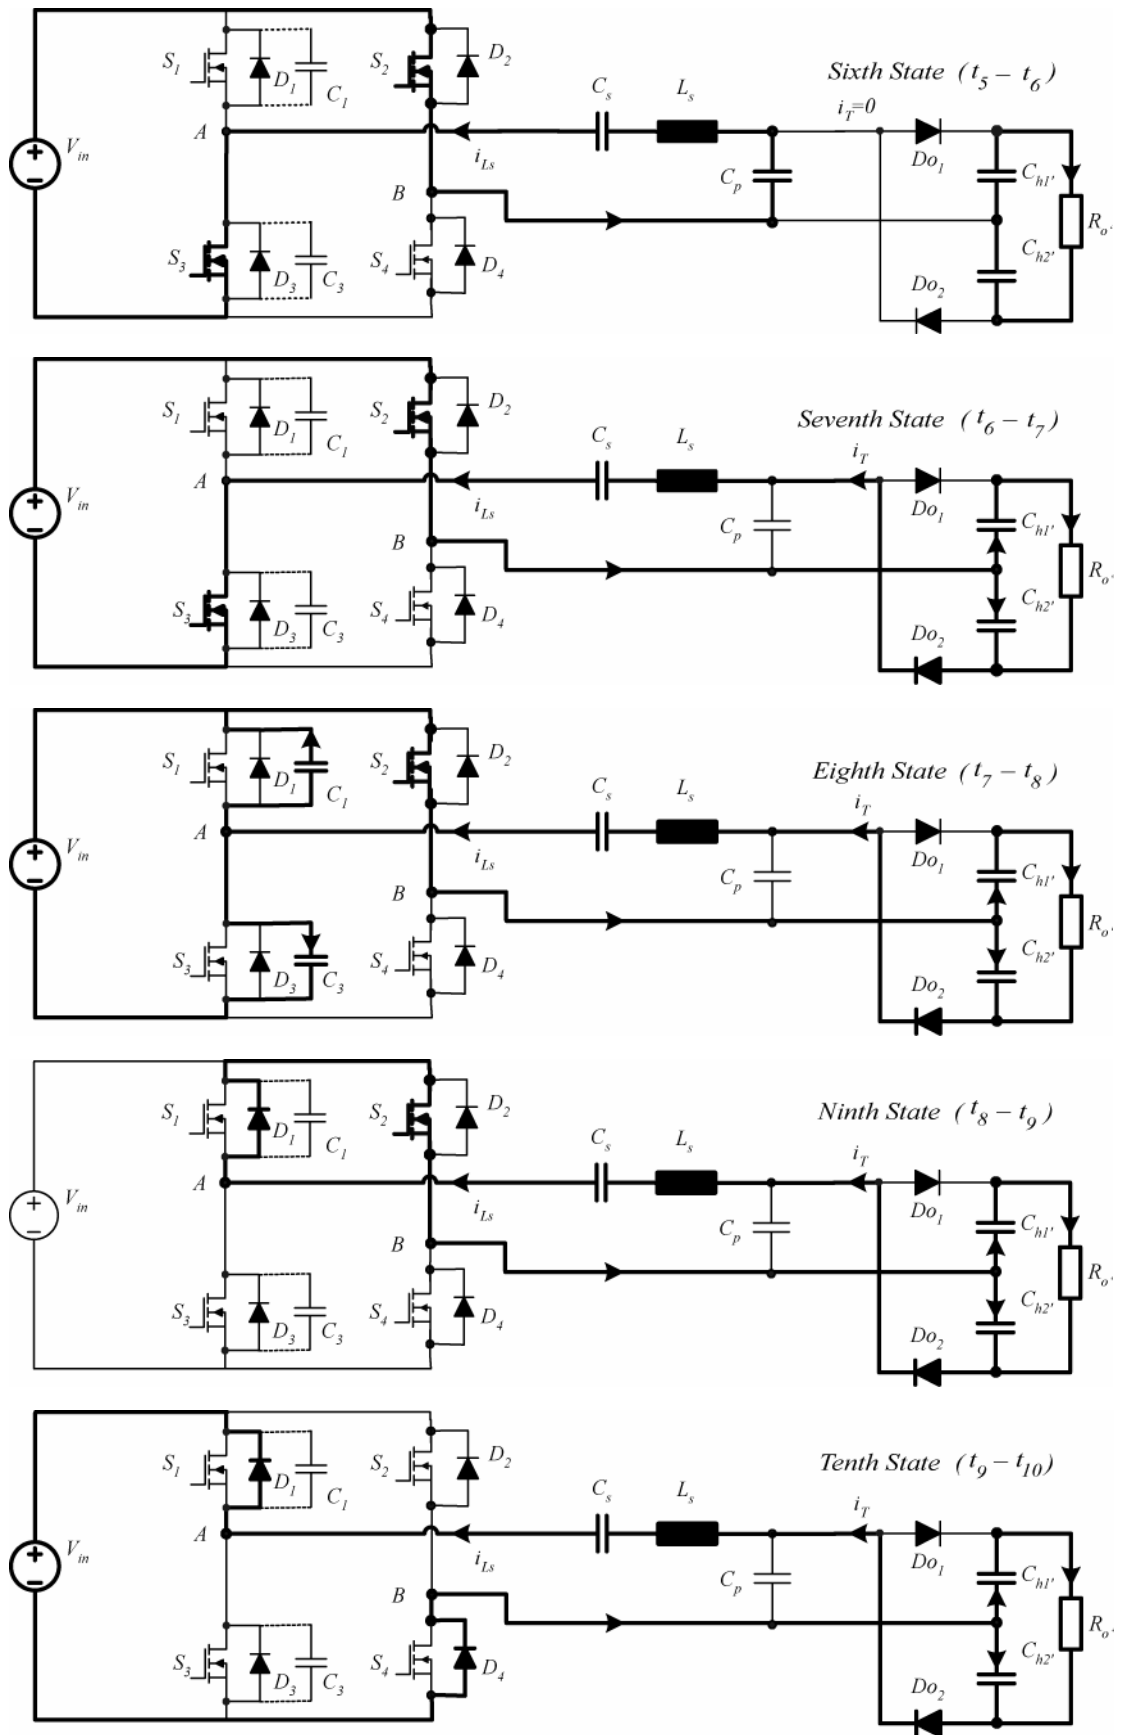 S1 D1 C1 S2 D2
Sixth State (t5 – t6)
Cs Ls iT=0
A Do1
Vin iLs Cp Ch1'
B Ro'
S3 D3 C3 S4 D4 Ch2'
Do2
S1 D1 C1 S2 D2
Seventh State (t6 – t7)
Cs Ls iT
A Do1
Vin iLs Cp Ch1'
B Ro'
S3 D3 C3 S4 D4 Ch2'
Do2
S1 D1 C1 S2 D2
Eighth State (t7 – t8)
Cs Ls iT
A Do1
Vin iLs Cp Ch1'
B Ro'
S3 D3 C3 S4 D4 Ch2'
Do2
S1 D1 C1 S2 D2
Ninth State (t8 – t9)
Cs Ls iT
A Do1
Vin iLs Cp Ch1'
B Ro'
S3 D3 C3 S4 D4 Ch2'
Do2
S1 D1 C1 S2 D2
Tenth State (t9 – t10)
Cs Ls iT
A Do1
Vin iLs Cp Ch1'
B Ro'
S3 D3 C3 S4 D4 Ch2'
Do2